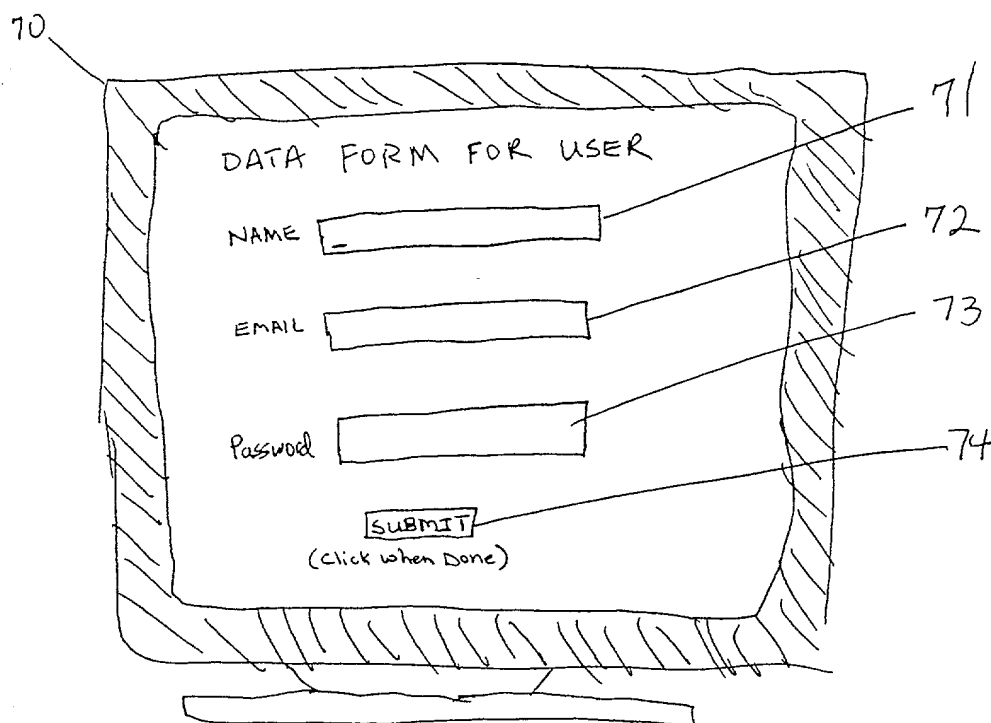 70
71
DATA FORM FOR USER
NAME
72
EMAIL
73
Password
74
SUBMIT
(Click when Done)